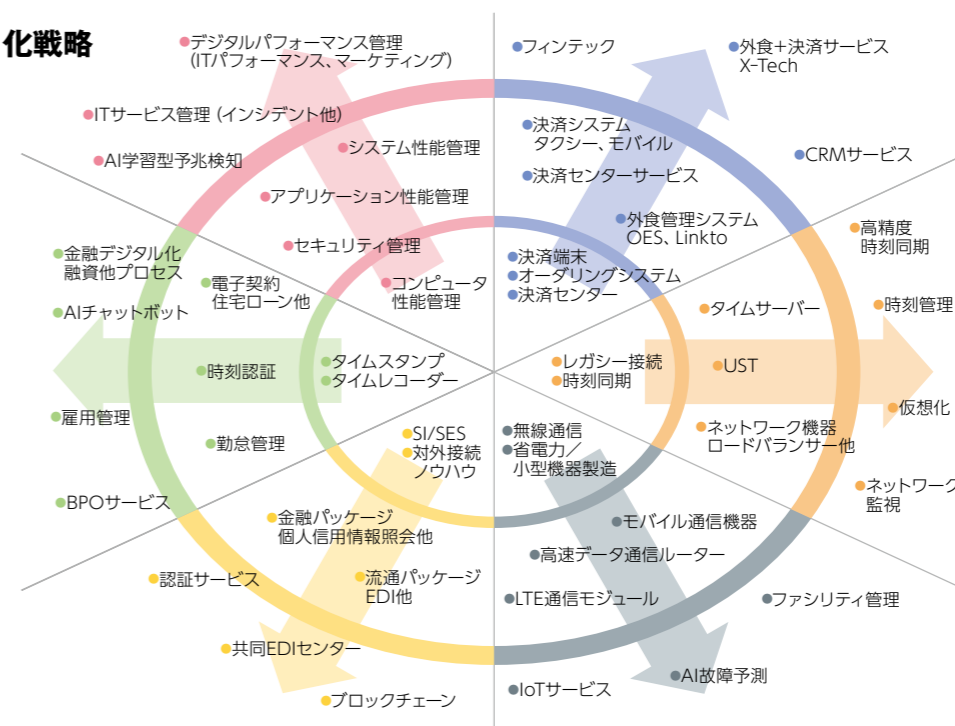 化戦略
●デジタルパフォーマンス管理
(ITパフォーマンス、マーケティング)
●ITサービス管理 (インシデント他)
●AI学習型予兆検知
●システム性能管理
●アプリケーション性能管理
●セキュリティ管理
●コンピュータ
性能管理
●フィンテック
●外食+決済サービス
X-Tech
●決済システム
タクシー、モバイル
●決済センターサービス
●CRMサービス
●外食管理システム
OES、Linkto
●決済端末
●オーダリングシステム
●決済センター
●高精度
時刻同期
●時刻管理
●タイムサーバー
●レガシー接続
●時刻同期
●UST
●仮想化
●ネットワーク機器
ロードバランサー他
●ネットワーク
監視
●無線通信
●省電力／
小型機器製造
●モバイル通信機器
●高速データ通信ルーター
●LTE通信モジュール
●ファシリティ管理
●AI故障予測
●IoTサービス
●SI/SES
●対外接続
ノウハウ
●金融パッケージ
個人信用情報照会他
●流通パッケージ
EDI他
●認証サービス
●共同EDIセンター
●ブロックチェーン
●金融デジタル化
融資他プロセス
●電子契約
住宅ローン他
●AIチャットボット
●時刻認証
●タイムスタンプ
●タイムレコーダー
●雇用管理
●勤怠管理
●BPOサービス